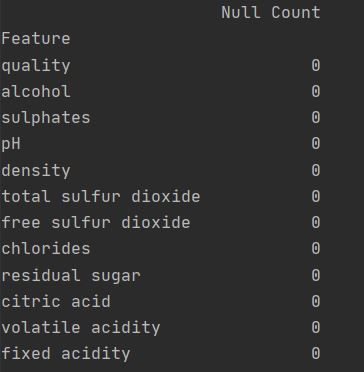 Null Count
Feature
quality 0
alcohol 0
sulphates 0
pH 0
density 0
total sulfur dioxide 0
free sulfur dioxide 0
chlorides 0
residual sugar 0
citric acid 0
volatile acidity 0
fixed acidity 0